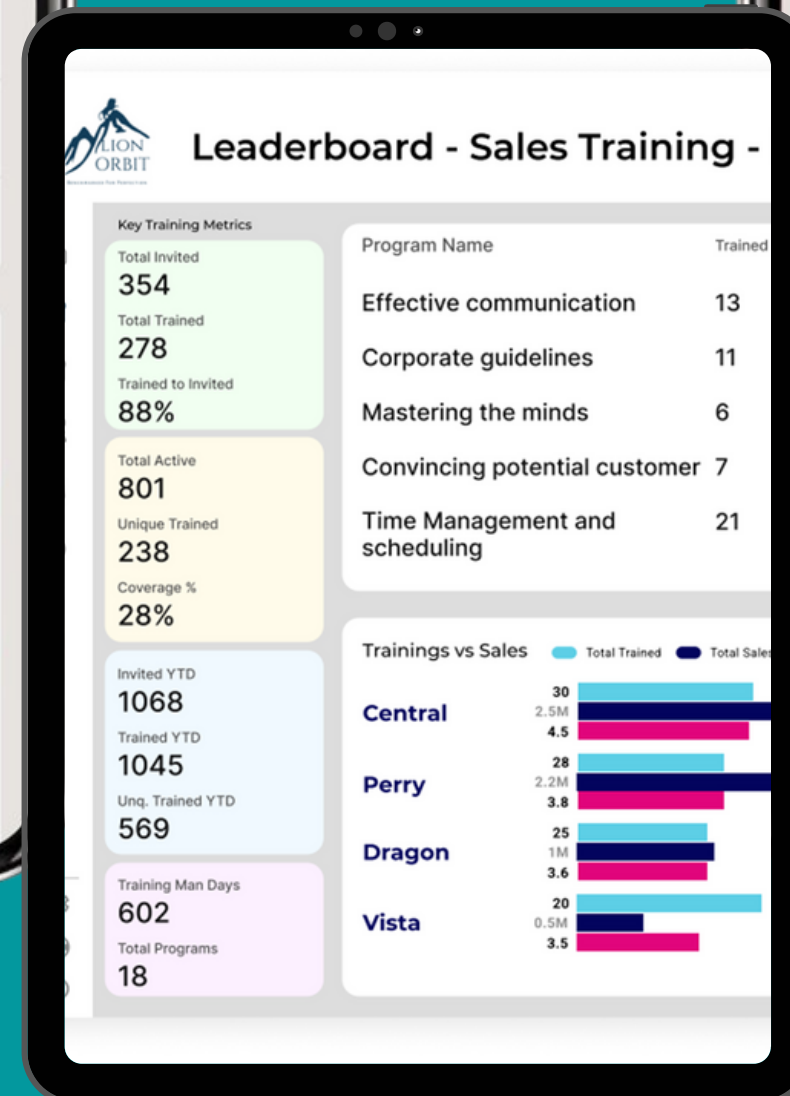 LION
ORBIT
Leaderboard - Sales Training -
Key Training Metrics
Total Invited
354
Total Trained
278
Trained to Invited
88%
Total Active
801
Unique Trained
238
Coverage %
28%
Invited YTD
1068
Trained YTD
1045
Unq. Trained YTD
569
Training Man Days
602
Total Programs
18
Program Name Trained
Effective communication 13
Corporate guidelines 11
Mastering the minds 6
Convincing potential customer 7
Time Management and 21
scheduling
Trainings vs Sales Total Trained Total Sales
30
Central 2.5M
4.5
28
Perry 2.2M
3.8
25
Dragon 1M
3.6
20
Vista 0.5M
3.5